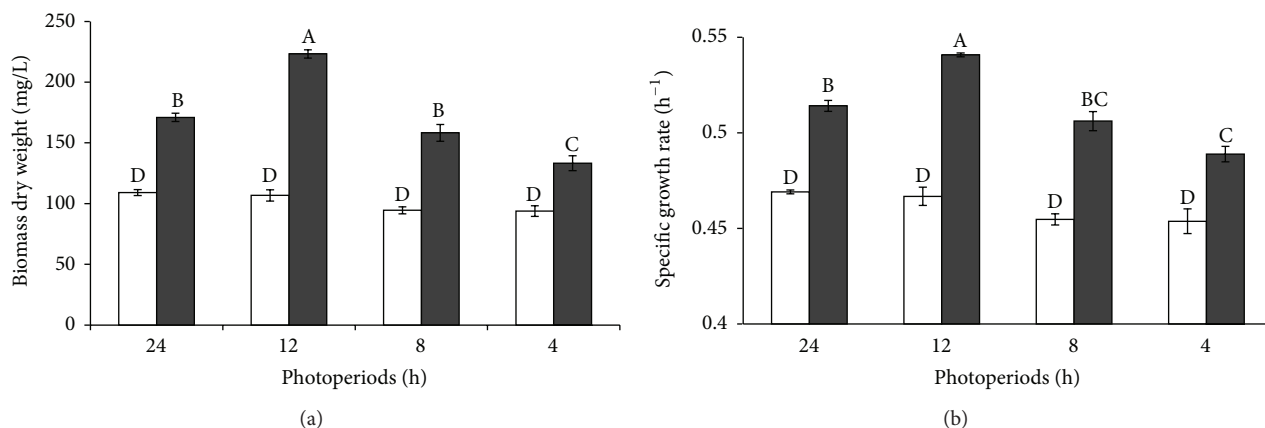 Biomass dry weight (mg/L)
250
200
150
100
50
0
D
B
D
A
D
B
D
C
24
12
8
4
Photoperiods (h)
(a)
Specific growth rate (h−1)
0.55
0.5
0.45
0.4
D
B
D
A
D
BC
D
C
24
12
8
4
Photoperiods (h)
(b)